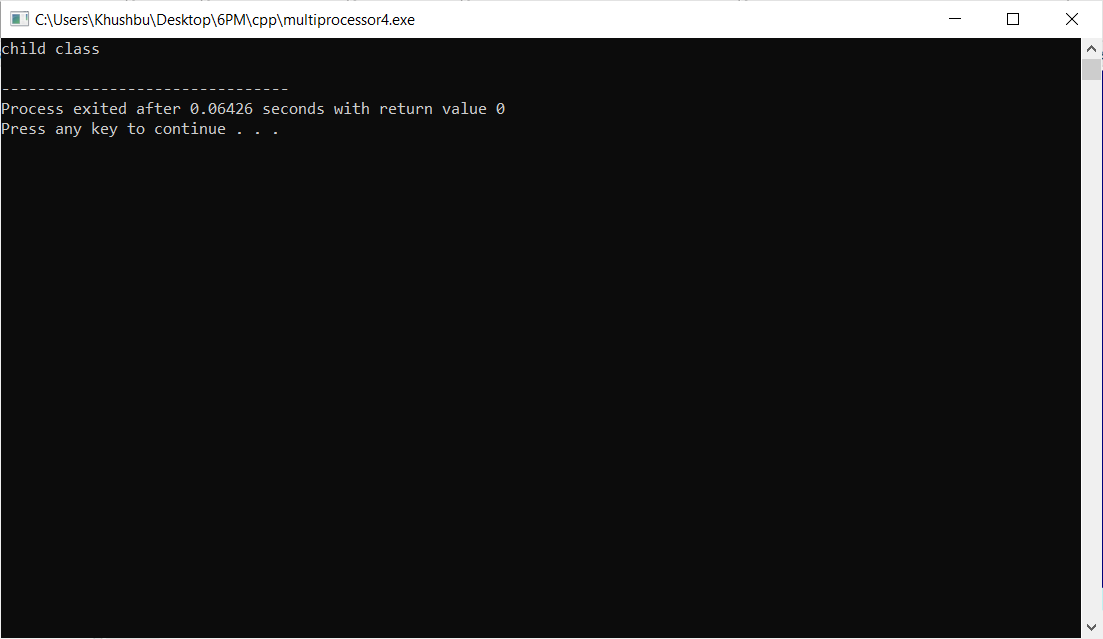 C:\Users\Khushbu\Desktop\6PM\cpp\multiprocessor4.exe
child class
--------------------------------
Process exited after 0.06426 seconds with return value 0
Press any key to continue . . .